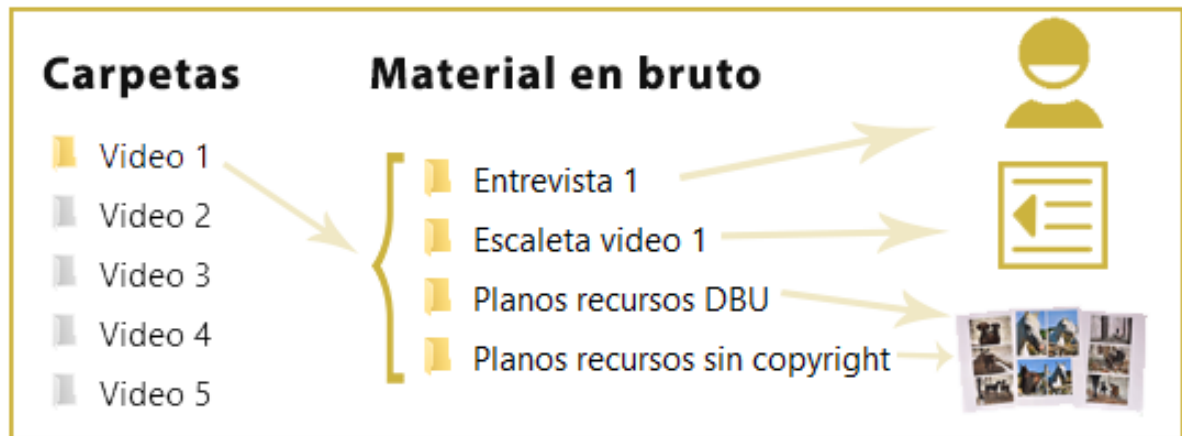 Carpetas
Video 1
Video 2
Video 3
Video 4
Video 5
Material en bruto
Entrevista 1
Escaleta video 1
Planos recursos DBU
Planos recursos sin copyright